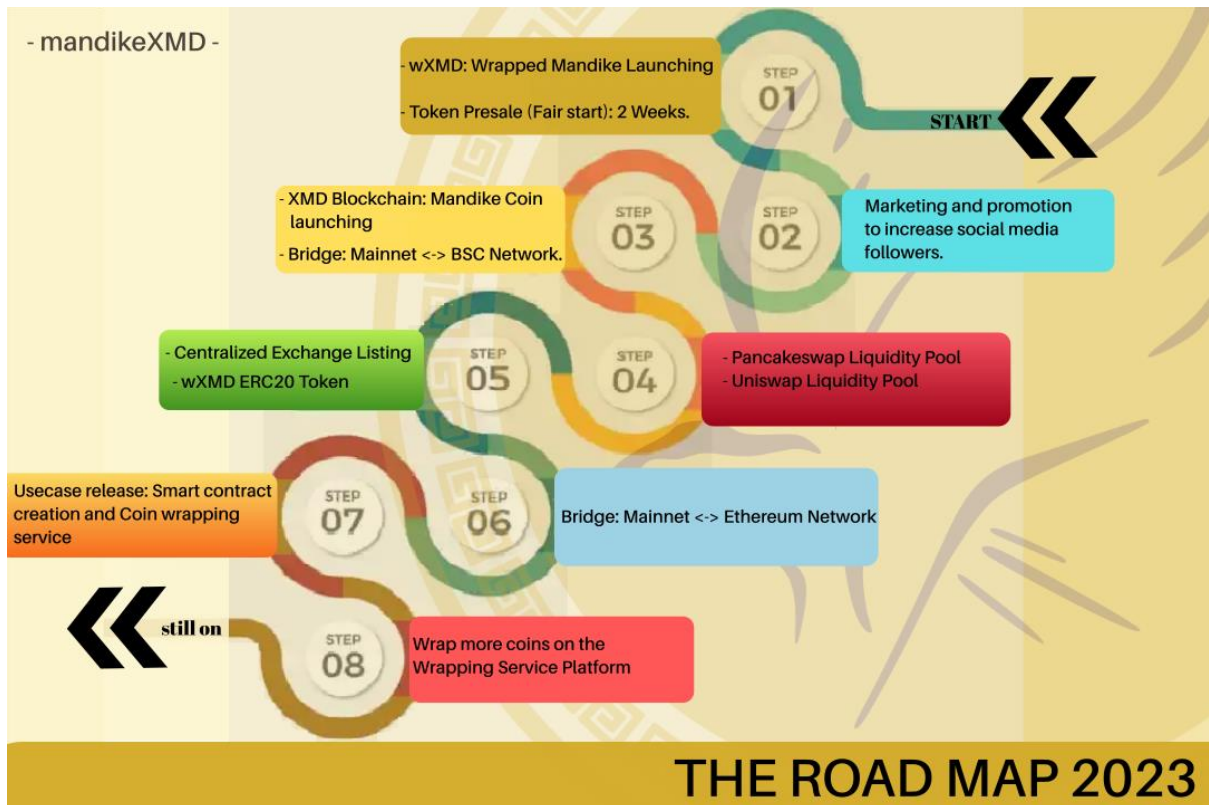 - mandikeXMD -
- wXMD: Wrapped Mandike Launching
- Token Presale (Fair start): 2 Weeks.
STEP
01
START
STEP
02
Marketing and promotion
to increase social media
followers.
- XMD Blockchain: Mandike Coin
launching
- Bridge: Mainnet <-> BSC Network.
STEP
03
STEP
04
- Pancakeswap Liquidity Pool
- Uniswap Liquidity Pool
- Centralized Exchange Listing
- wXMD ERC20 Token
STEP
05
STEP
06
Bridge: Mainnet <-> Ethereum Network
Usecase release: Smart contract
creation and Coin wrapping
service
STEP
07
still on
STEP
08
Wrap more coins on the
Wrapping Service Platform
THE ROAD MAP 2023